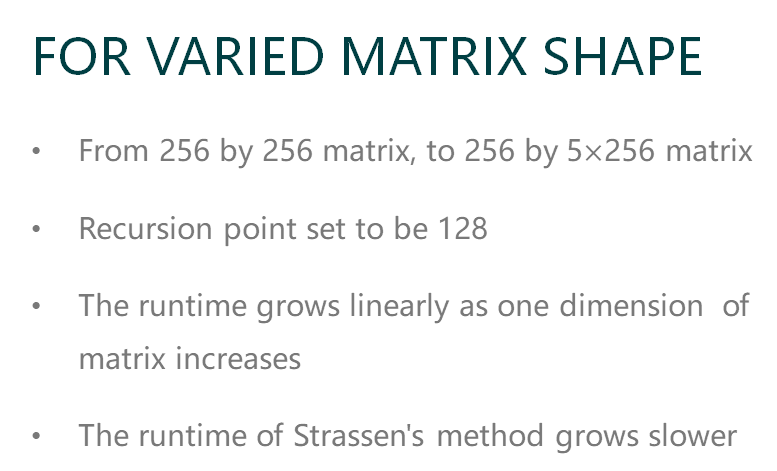 FOR VARIED MATRIX SHAPE
• From 256 by 256 matrix, to 256 by 5×256 matrix
• Recursion point set to be 128
• The runtime grows linearly as one dimension  of
matrix increases
• The runtime of Strassen's method grows slower